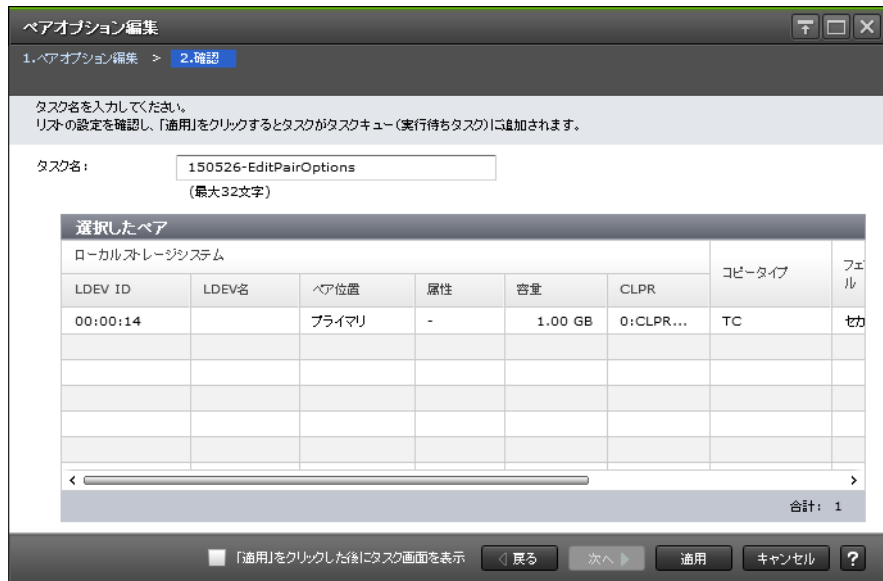 ペアオプション編集
1.ペアオプション編集 > 2.確認
タスク名を入力してください。
リストの設定を確認し、「適用」をクリックするとタスクがタスクキュー(実行待ちタスク)に追加されます。
タスク名: 150526-EditPairOptions
(最大32文字)
選択したペア
ローカルストレージシステム コピータイプ フェ
ル
LDEV ID LDEV名 ペア位置 属性 容量 CLPR
00:00:14 プライマリ - 1.00 GB 0:CLPR... TC セカ
合計: 1
「適用」をクリックした後にタスク画面を表示 戻る 次へ 適用 キャンセル ?